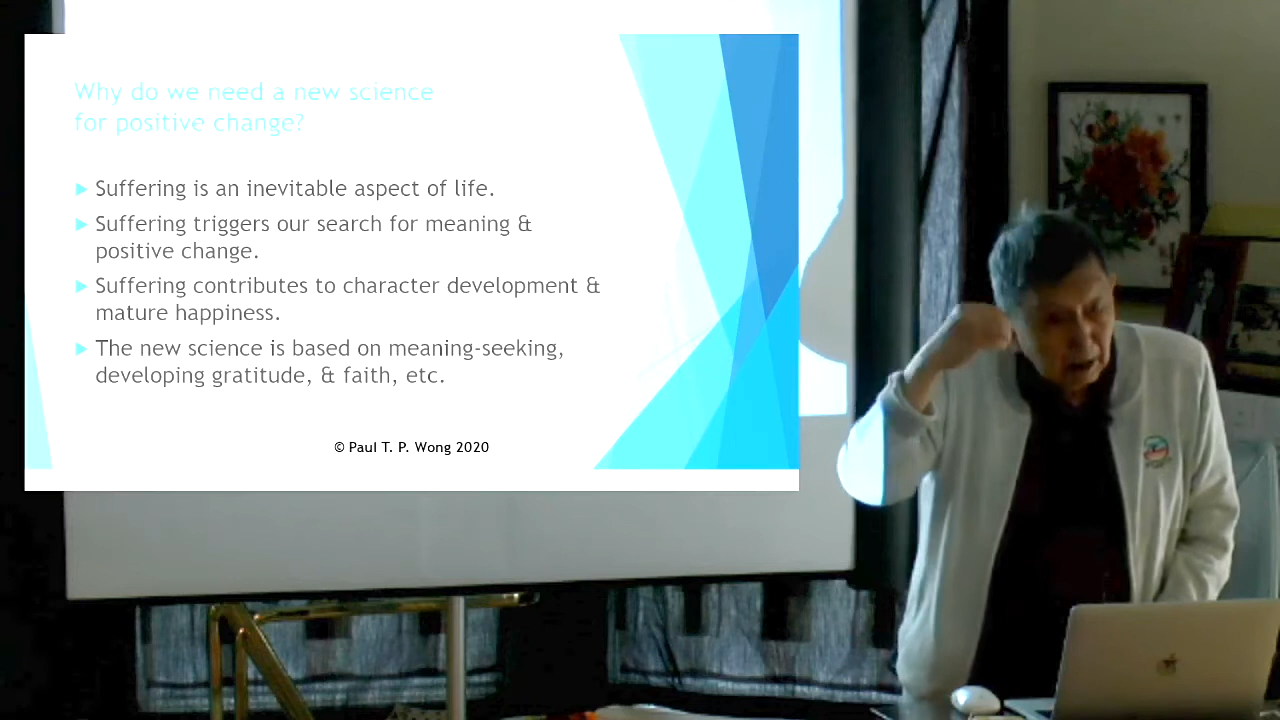 Why do we need a new science
for positive change?
Suffering is an inevitable aspect of life.
Suffering triggers our search for meaning &
positive change.
Suffering contributes to character development &
mature happiness.
The new science is based on meaning-seeking,
developing gratitude, & faith, etc.
© Paul T. P. Wong 2020